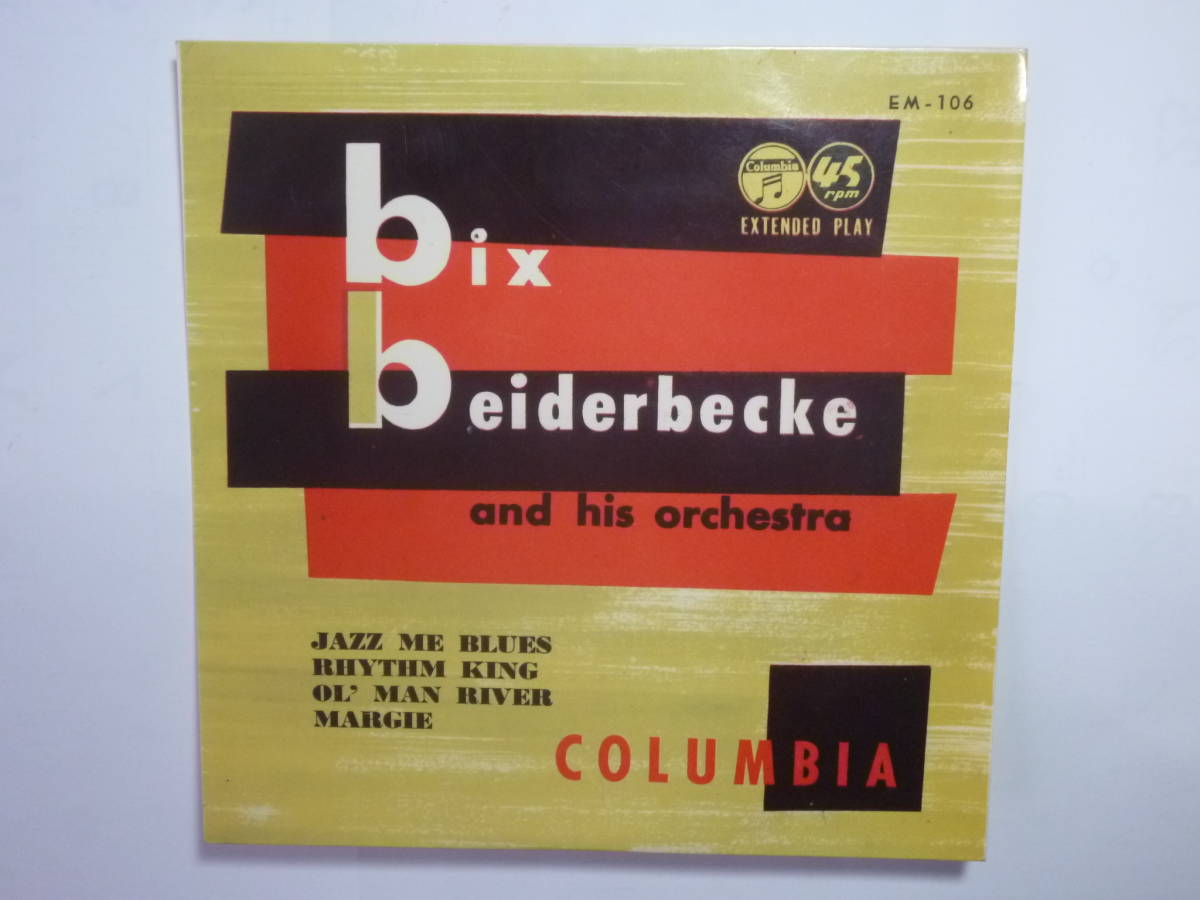 EM-106
Columbia
45
rpm
EXTENDED PLAY
bix
beiderbecke
and his orchestra
JAZZ ME BLUES
RHYTHM KING
OL' MAN RIVER
MARGIE
COLUMBIA